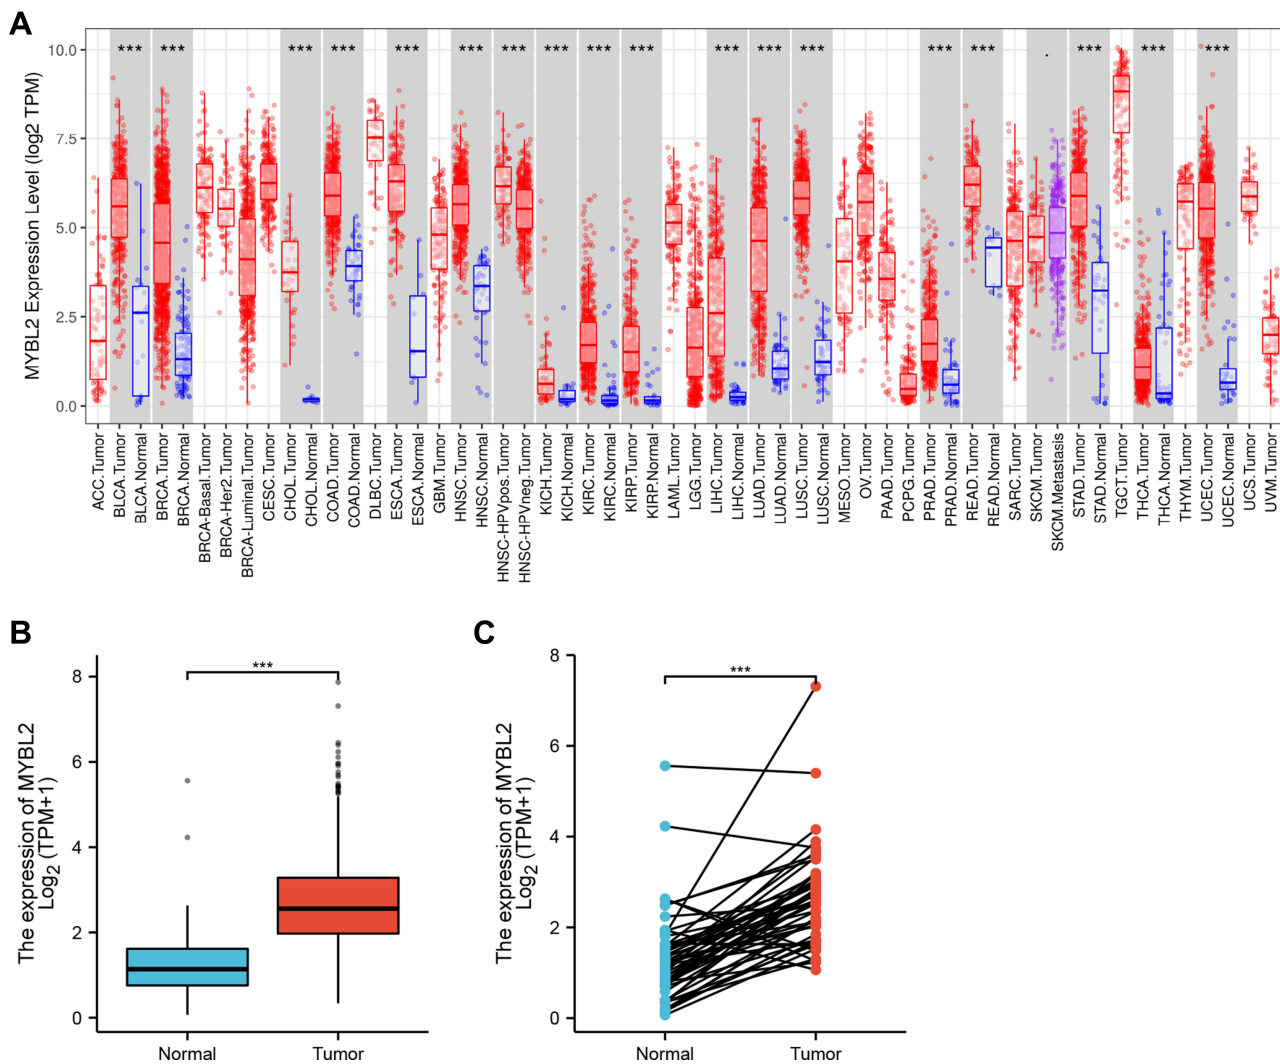 A
*** *** *** *** *** *** *** *** *** *** *** *** *** *** *** . *** *** ***
MYBL2 Expression Level (log2 TPM)
10.0
7.5
5.0
2.5
0.0
ACC.Tumor
BLCA.Tumor
BLCA.Normal
BRCA.Tumor
BRCA.Normal
BRCA-Basal.Tumor
BRCA-Her2.Tumor
BRCA-Luminal.Tumor
CESC.Tumor
CHOL.Tumor
CHOL.Normal
COAD.Tumor
COAD.Normal
DLBC.Tumor
ESCA.Tumor
ESCA.Normal
GBM.Tumor
HNSC.Tumor
HNSC.Normal
HNSC-HPVpos.Tumor
HNSC-HPVneg.Tumor
KICH.Tumor
KICH.Normal
KIRC.Tumor
KIRC.Normal
KIRP.Tumor
KIRP.Normal
LAML.Tumor
LGG.Tumor
LIHC.Tumor
LIHC.Normal
LUAD.Tumor
LUAD.Normal
LUSC.Tumor
LUSC.Normal
MESO.Tumor
OV.Tumor
PAAD.Tumor
PCPG.Tumor
PRAD.Tumor
PRAD.Normal
READ.Tumor
READ.Normal
SARC.Tumor
SKCM.Tumor
SKCM.Metastasis
STAD.Tumor
STAD.Normal
TGCT.Tumor
THCA.Tumor
THCA.Normal
THYM.Tumor
UCEC.Tumor
UCEC.Normal
UCS.Tumor
UVM.Tumor
B
The expression of MYBL2
Log2 (TPM+1)
8
6
4
2
0
***
Normal Tumor
C
The expression of MYBL2
Log2 (TPM+1)
8
6
4
2
0
***
Normal Tumor